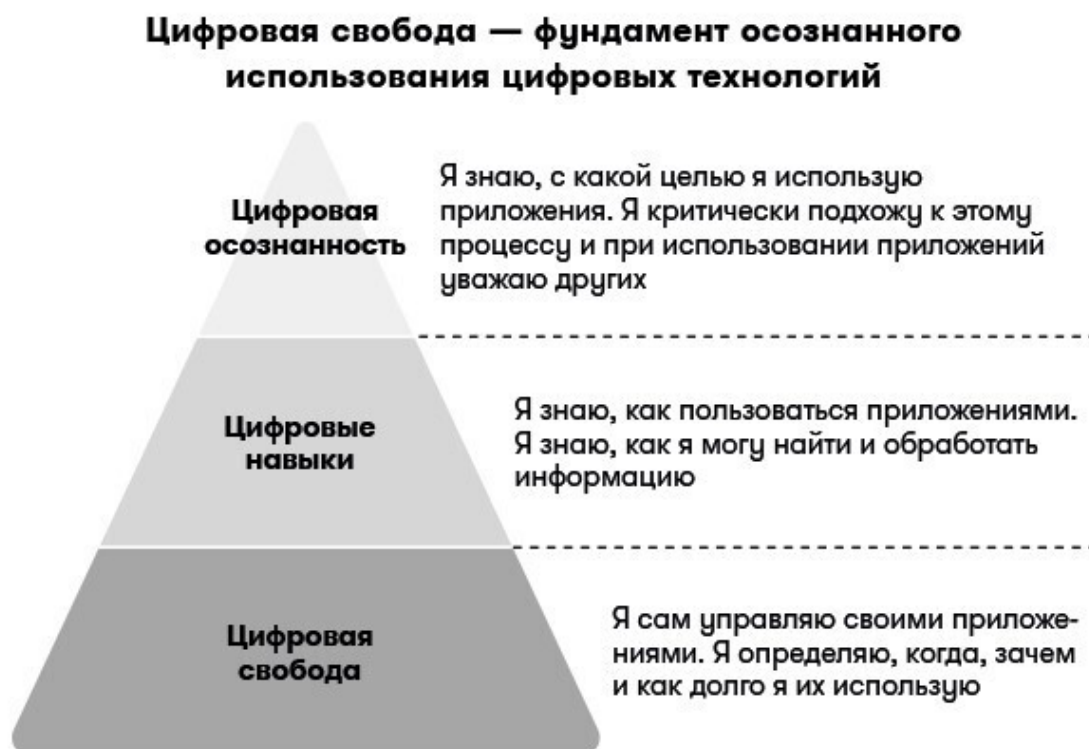 Цифровая свобода — фундамент осознанного
использования цифровых технологий
Цифровая
осознанность
Я знаю, с какой целью я использую
приложения. Я критически подхожу к этому
процессу и при использовании приложений
уважаю других
Цифровые
навыки
Я знаю, как пользоваться приложениями.
Я знаю, как я могу найти и обработать
информацию
Цифровая
свобода
Я сам управляю своими приложе-
ниями. Я определяю, когда, зачем
и как долго я их использую